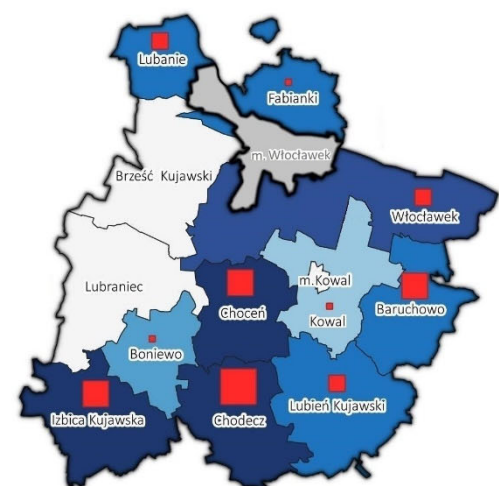 Lubanie
Fabianki
m. Włocławek
Brześć Kujawski
Włocławek
Lubraniec
m.Kowal
Choceń
Kowal
Baruchowo
Boniewo
Izbica Kujawska
Chodecz
Lubień Kujawski